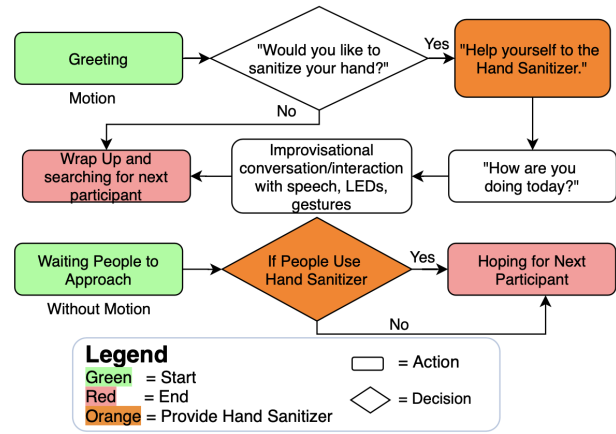 Greeting
"Would you like to
sanitize your hand?"
Yes
"Help yourself to the
Hand Sanitizer."
Motion
No
Wrap Up and
searching for next
participant
Improvisational
conversation/interaction
with speech, LEDs,
gestures
"How are you
doing today?"
Waiting People to
Approach
If People Use
Hand Sanitizer
Yes
Hoping for Next
Participant
Without Motion
No
Legend
Green = Start
Red = End
Orange = Provide Hand Sanitizer
= Action
= Decision